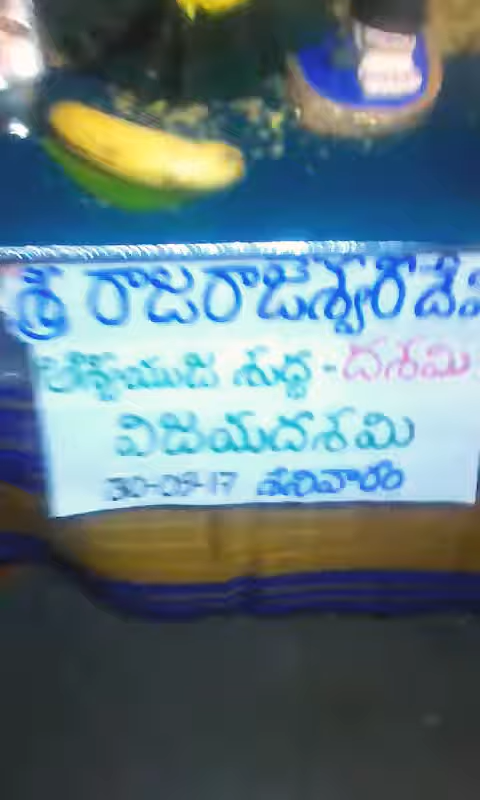 శ్రీ రాజరాజేశ్వరీ దేవి
ఆశ్వయుజ శుద్ధ - దశమి
విజయదశమి
30-09-17 శనివారం